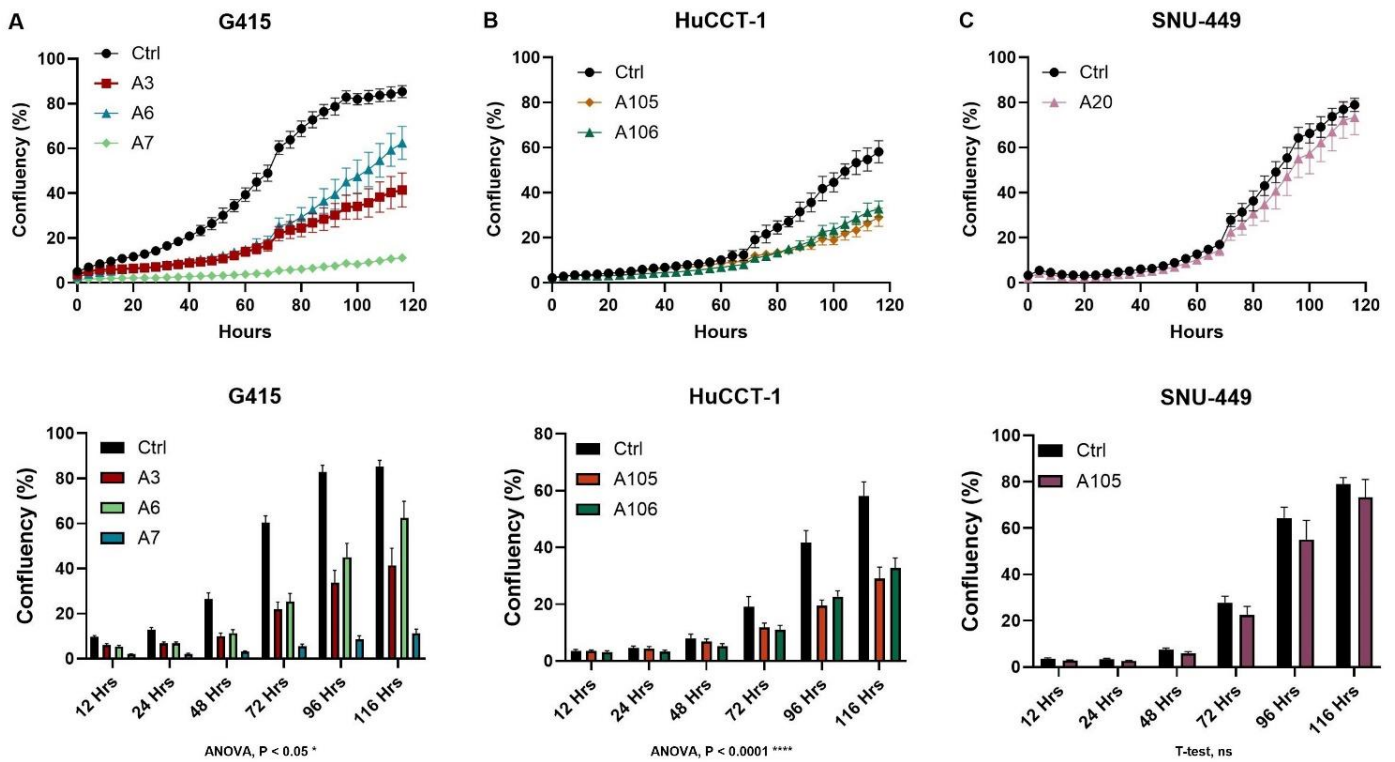 A
G415
Ctrl
A3
A6
A7
Confluency (%)
100
80
60
40
20
0
0 20 40 60 80 100 120
Hours
B
HuCCT-1
Ctrl
A105
A106
Confluency (%)
100
80
60
40
20
0
0 20 40 60 80 100 120
Hours
C
SNU-449
Ctrl
A20
Confluency (%)
100
80
60
40
20
0
0 20 40 60 80 100 120
Hours
G415
Ctrl
A3
A6
A7
Confluency (%)
100
80
60
40
20
0
12 Hrs 24 Hrs 48 Hrs 72 Hrs 96 Hrs 116 Hrs
ANOVA, P < 0.05 *
HuCCT-1
Ctrl
A105
A106
Confluency (%)
80
60
40
20
0
12 Hrs 24 Hrs 48 Hrs 72 Hrs 96 Hrs 116 Hrs
ANOVA, P < 0.0001 ****
SNU-449
Ctrl
A105
Confluency (%)
100
80
60
40
20
0
12 Hrs 24 Hrs 48 Hrs 72 Hrs 96 Hrs 116 Hrs
T-test, ns